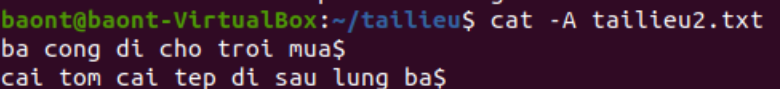 baont@baont-VirtualBox:~/tailieu$ cat -A tailieu2.txt
ba cong di cho troi mua$
cai tom cai tep di sau lung ba$